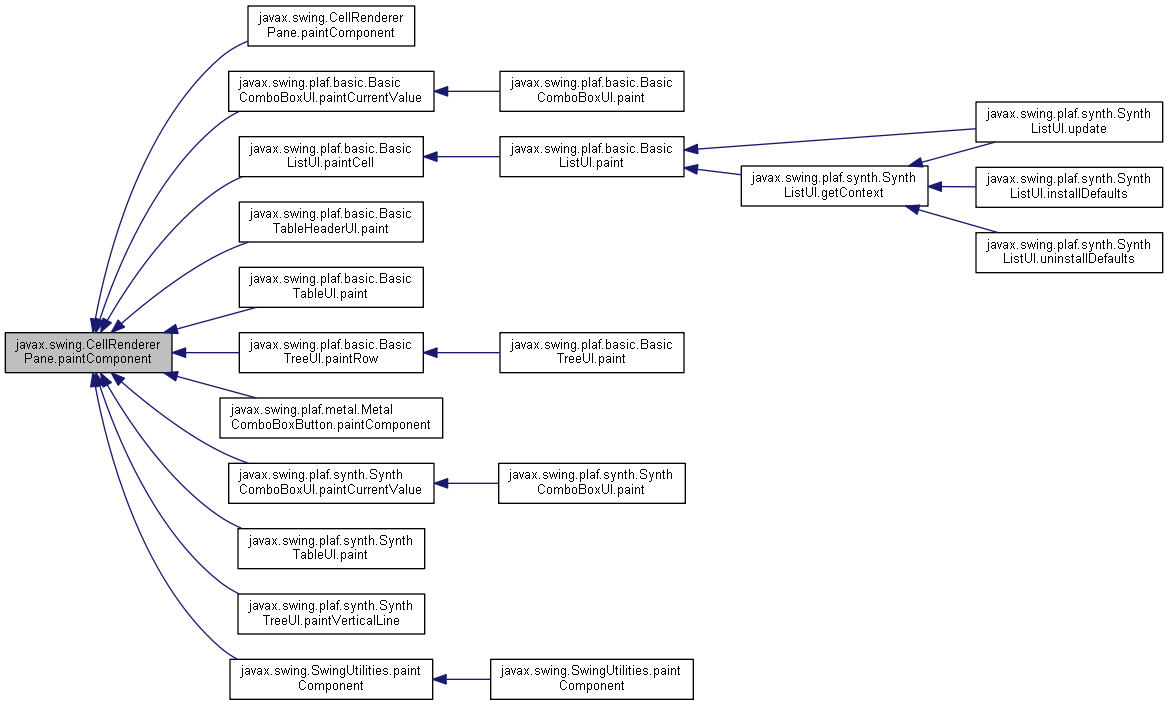 javax.swing.CellRenderer
Pane.paintComponent
javax.swing.plaf.basic.Basic
ComboBoxUI.paintCurrentValue
javax.swing.plaf.basic.Basic
ComboBoxUI.paint
javax.swing.plaf.basic.Basic
ListUI.paintCell
javax.swing.plaf.basic.Basic
ListUI.paint
javax.swing.plaf.synth.Synth
ListUI.update
javax.swing.plaf.synth.Synth
ListUI.getContext
javax.swing.plaf.synth.Synth
ListUI.installDefaults
javax.swing.plaf.synth.Synth
ListUI.uninstallDefaults
javax.swing.plaf.basic.Basic
TableHeaderUI.paint
javax.swing.plaf.basic.Basic
TableUI.paint
javax.swing.CellRenderer
Pane.paintComponent
javax.swing.plaf.basic.Basic
TreeUI.paintRow
javax.swing.plaf.basic.Basic
TreeUI.paint
javax.swing.plaf.metal.Metal
ComboBoxButton.paintComponent
javax.swing.plaf.synth.Synth
ComboBoxUI.paintCurrentValue
javax.swing.plaf.synth.Synth
ComboBoxUI.paint
javax.swing.plaf.synth.Synth
TableUI.paint
javax.swing.plaf.synth.Synth
TreeUI.paintVerticalLine
javax.swing.SwingUtilities.paint
Component
javax.swing.SwingUtilities.paint
Component